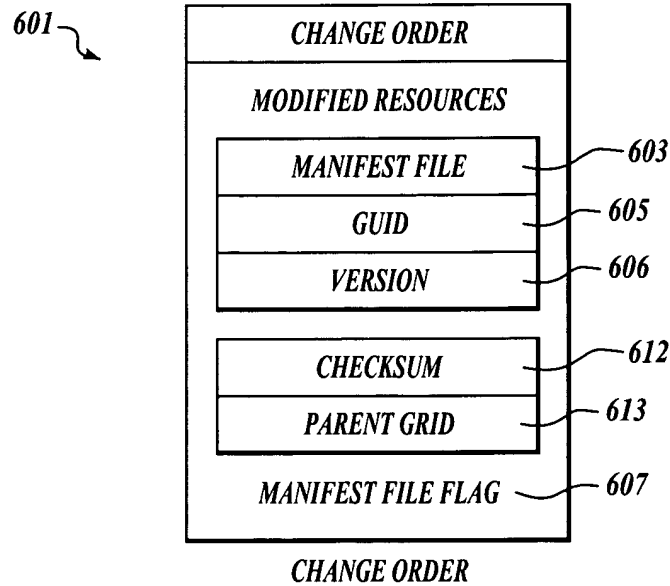 601
CHANGE ORDER
MODIFIED RESOURCES
MANIFEST FILE 603
GUID 605
VERSION 606
CHECKSUM 612
PARENT GRID 613
MANIFEST FILE FLAG 607
CHANGE ORDER